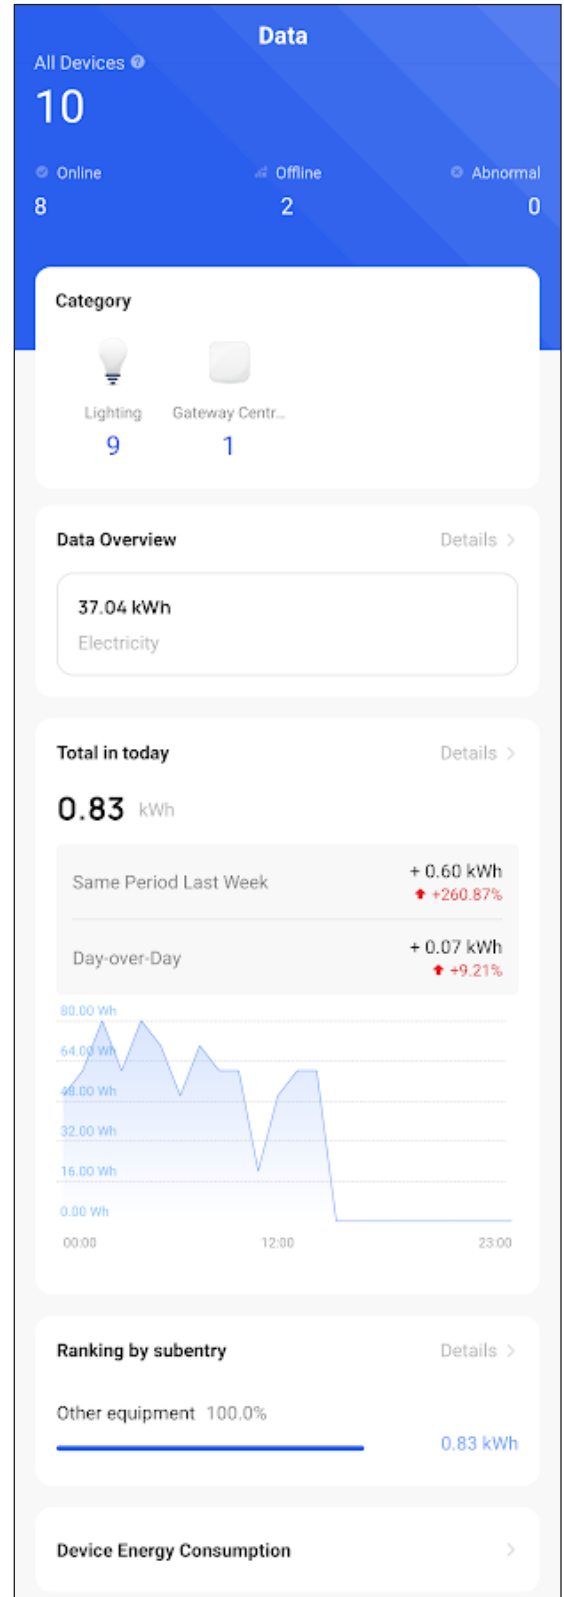 Data
All Devices
10
Online Offline Abnormal
8 2 0
Category
Lighting Gateway Centr...
9 1
Data Overview Details
37.04 kWh
Electricity
Total in today Details
0.83 kWh
Same Period Last Week + 0.60 kWh
+260.87%
Day-over-Day + 0.07 kWh
+9.21%
80.00 Wh
64.00 Wh
48.00 Wh
32.00 Wh
16.00 Wh
0.00 Wh
00:00 12:00 23:00
Ranking by subentry Details
Other equipment 100.0%
0.83 kWh
Device Energy Consumption